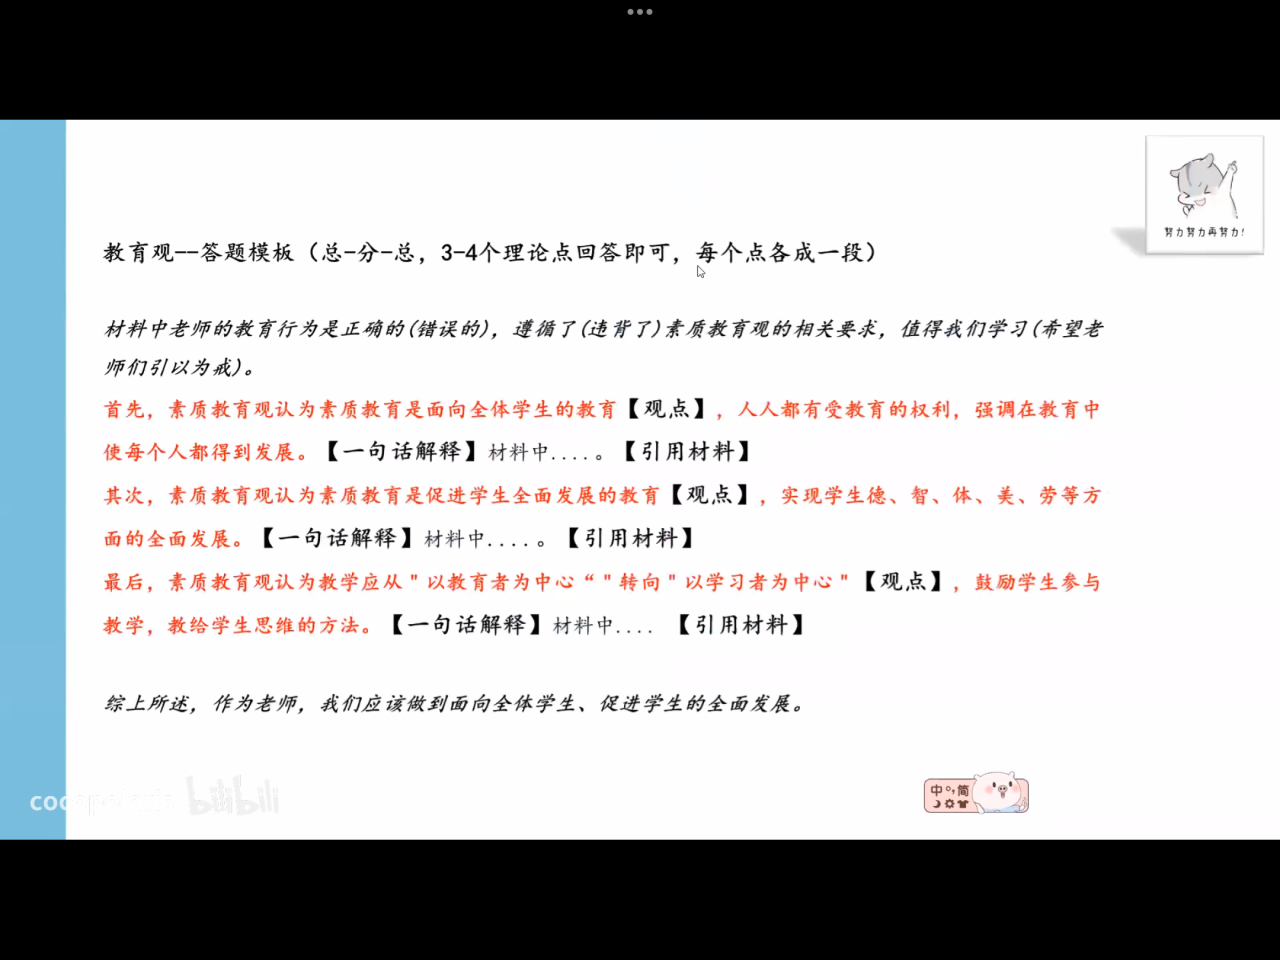 努力努力再努力!
教育观--答题模板（总-分-总，3-4个理论点回答即可，每个点各成一段）
材料中老师的教育行为是正确的(错误的)，遵循了(违背了)素质教育观的相关要求，值得我们学习(希望老
师们引以为戒)。
首先，素质教育观认为素质教育是面向全体学生的教育【观点】，人人都有受教育的权利，强调在教育中
使每个人都得到发展。【一句话解释】材料中....。【引用材料】
其次，素质教育观认为素质教育是促进学生全面发展的教育【观点】，实现学生德、智、体、美、劳等方
面的全面发展。【一句话解释】材料中.....。【引用材料】
最后，素质教育观认为教学应从"以教育者为中心“"转向"以学习者为中心"【观点】，鼓励学生参与
教学，教给学生思维的方法。【一句话解释】材料中.... 【引用材料】
综上所述，作为老师，我们应该做到面向全体学生、促进学生的全面发展。
中 简
bilibili